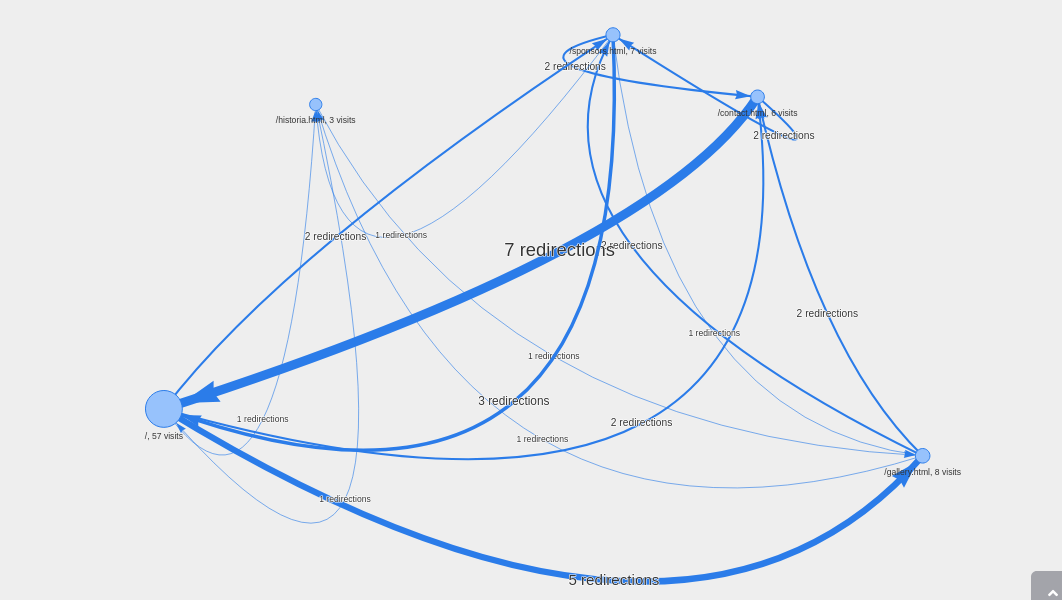 /sponsors.html, 7 visits
2 redirections
/historia.html, 3 visits
/contact.html, 6 visits
2 redirections
2 redirections
1 redirections
7 redirections
2 redirections
2 redirections
1 redirections
1 redirections
3 redirections
1 redirections
2 redirections
/, 57 visits
1 redirections
/gallery.html, 8 visits
1 redirections
5 redirections